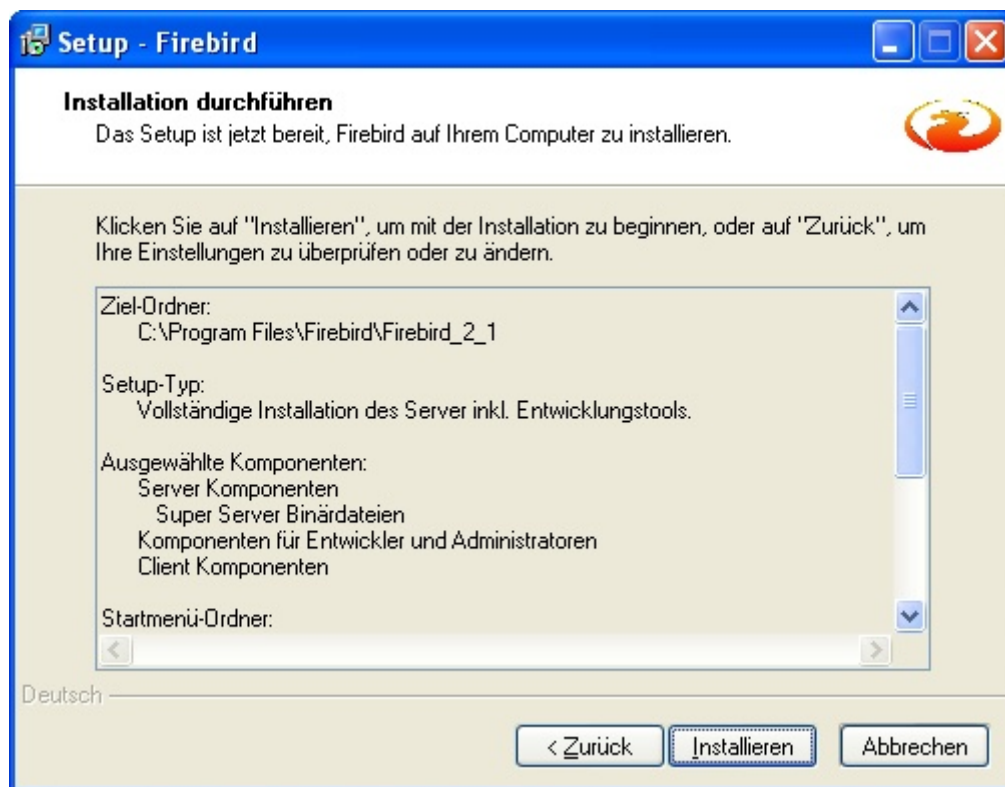 Setup - Firebird
Installation durchführen
Das Setup ist jetzt bereit, Firebird auf Ihrem Computer zu installieren.
Klicken Sie auf "Installieren", um mit der Installation zu beginnen, oder auf "Zurück", um
Ihre Einstellungen zu überprüfen oder zu ändern.
Ziel-Ordner:
C:\Program Files\Firebird\Firebird_2_1
Setup-Typ:
Vollständige Installation des Server inkl. Entwicklungstools.
Ausgewählte Komponenten:
Server Komponenten
Super Server Binärdateien
Komponenten für Entwickler und Administratoren
Client Komponenten
Startmenü-Ordner:
Deutsch
< Zurück
Installieren
Abbrechen